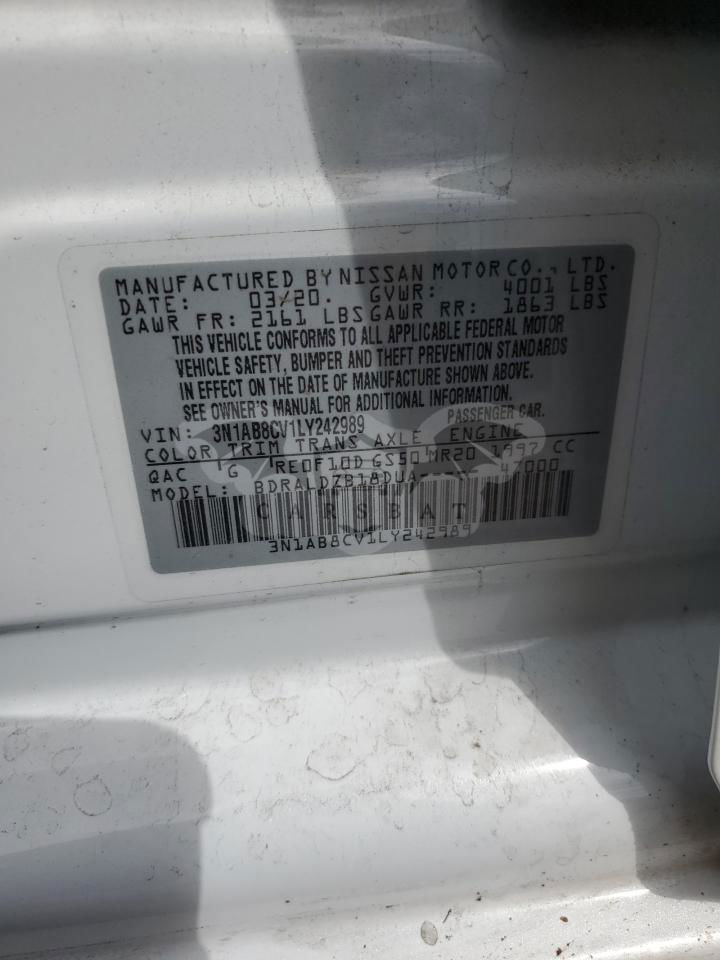 MANUFACTURED BY NISSAN MOTOR CO., LTD.
DATE: 03/20. GVWR: 4001 LBS
GAWR FR: 2161 LBS GAWR RR: 1863 LBS
THIS VEHICLE CONFORMS TO ALL APPLICABLE FEDERAL MOTOR
VEHICLE SAFETY, BUMPER AND THEFT PREVENTION STANDARDS
IN EFFECT ON THE DATE OF MANUFACTURE SHOWN ABOVE.
SEE OWNER'S MANUAL FOR ADDITIONAL INFORMATION.
VIN: 3N1AB8CV1LY242989 PASSENGER CAR.
COLOR TRIM TRANS AXLE ENGINE
QAC G RE0F10D GS50 MR20 1997 CC
MODEL: BDRALDZB18DUA----- 47000
CARSBAT
3N1AB8CV1LY242989